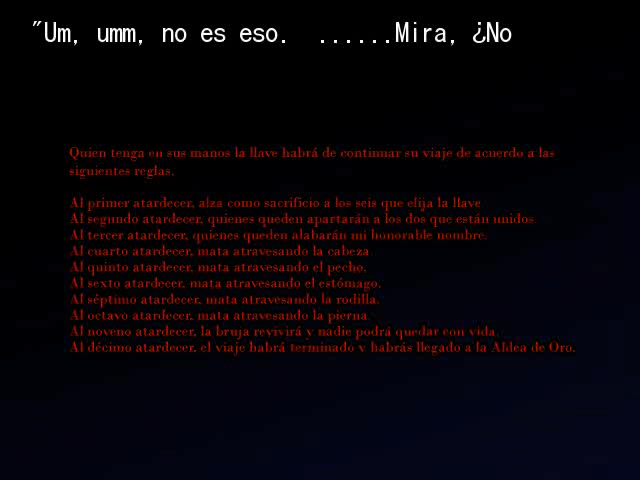 "Um, umm, no es eso.  ......Mira, ¿No
Quien tenga en sus manos la llave habrá de continuar su viaje de acuerdo a las
siguientes reglas.
Al primer atardecer, alza como sacrificio a los seis que elija la llave
Al segundo atardecer, quienes queden apartarán a los dos que están unidos.
Al tercer atardecer, quienes queden alabarán mi honorable nombre.
Al cuarto atardecer, mata atravesando la cabeza
Al quinto atardecer, mata atravesando el pecho.
Al sexto atardecer, mata atravesando el estómago.
Al séptimo atardecer, mata atravesando la rodilla.
Al octavo atardecer, mata atravesando la pierna
Al noveno atardecer, la bruja revivirá y nadie podrá quedar con vida.
Al décimo atardecer, el viaje habrá terminado y habrás llegado a la Aldea de Oro.